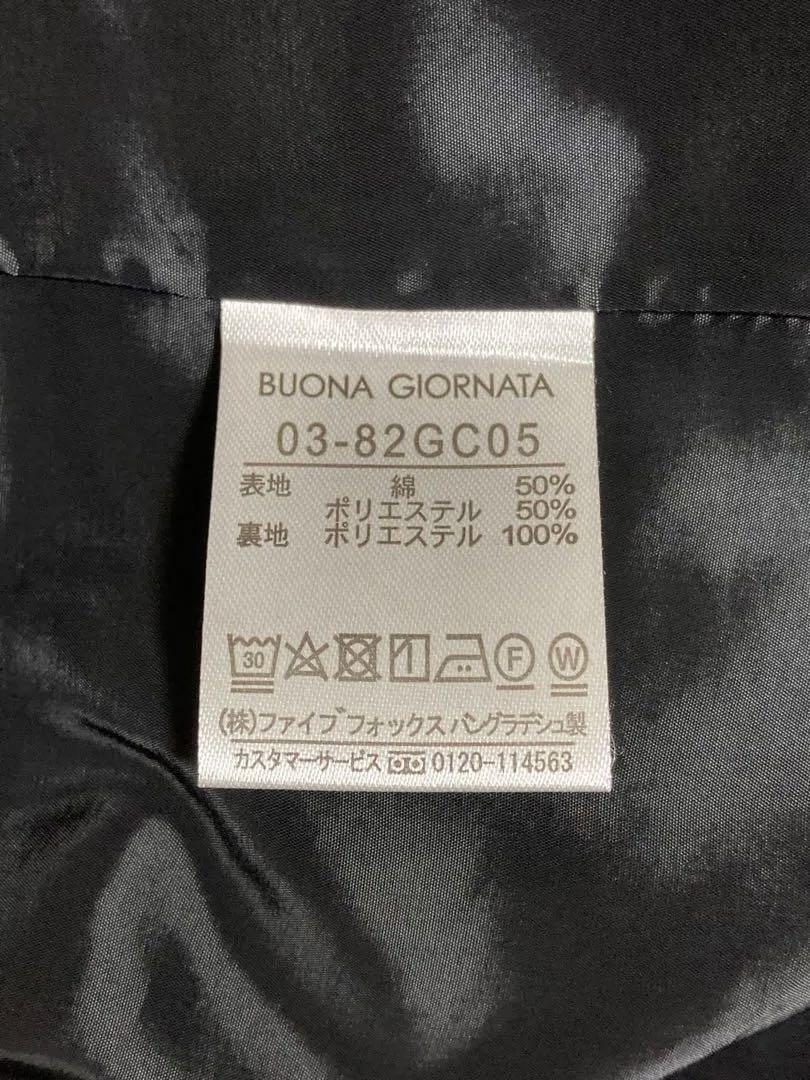 BUONA GIORNATA
03-82GC05
表地 綿 50%
ポリエステル 50%
裏地 ポリエステル 100%
30 F W
(株)ファイブフォックス バングラデシュ製
カスタマーサービス 0120-114563